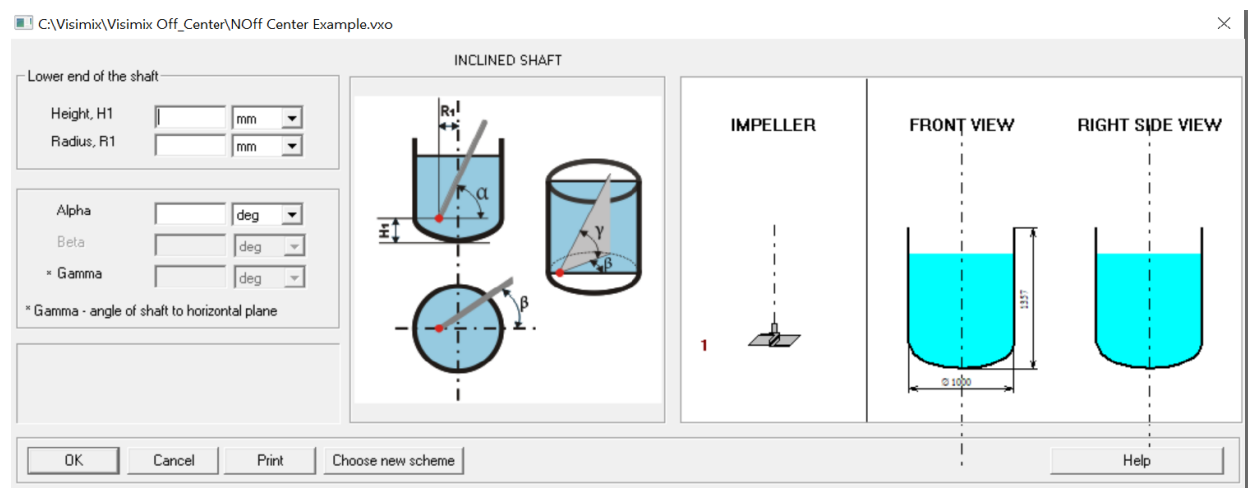 C:\Visimix\Visimix Off_Center\NOff Center Example.vxo
INCLINED SHAFT
Lower end of the shaft
Height, H1 mm
Radius, R1 mm
Alpha deg
Beta deg
* Gamma deg
* Gamma - angle of shaft to horizontal plane
R1
α
H1
γ
β
β
IMPELLER
FRONT VIEW
RIGHT SIDE VIEW
1
1357
∅ 1000
OK
Cancel
Print
Choose new scheme
Help